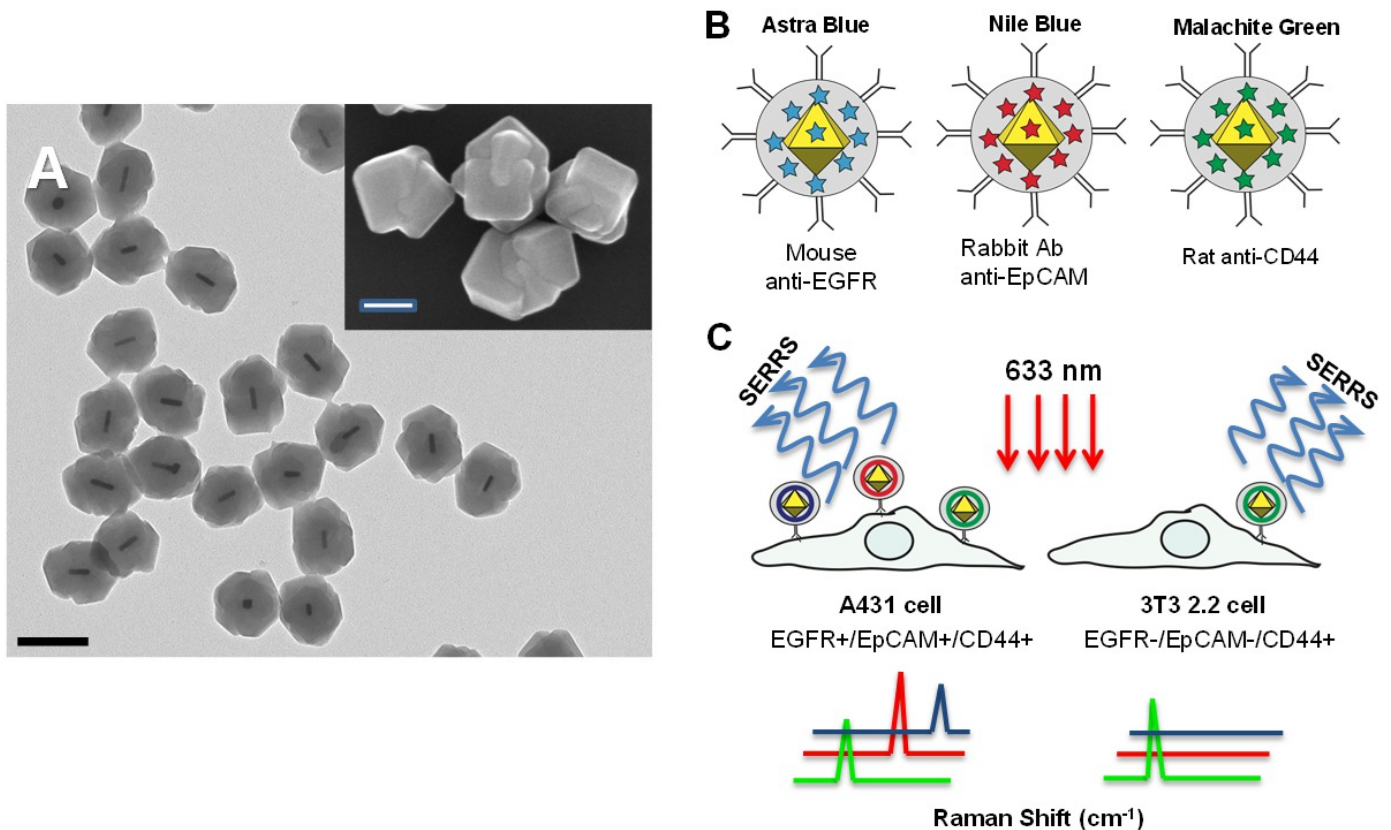 A
B
Astra Blue
Nile Blue
Malachite Green
Mouse
anti-EGFR
Rabbit Ab
anti-EpCAM
Rat anti-CD44
C
SERRS
633 nm
SERRS
A431 cell
3T3 2.2 cell
EGFR+/EpCAM+/CD44+
EGFR-/EpCAM-/CD44+
Raman Shift (cm⁻¹)